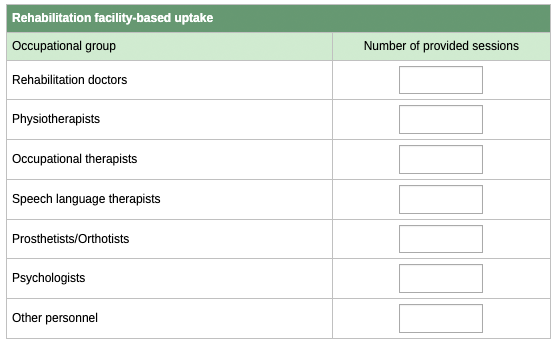 Rehabilitation facility-based uptake
Occupational group Number of provided sessions
Rehabilitation doctors
Physiotherapists
Occupational therapists
Speech language therapists
Prosthetists/Orthotists
Psychologists
Other personnel